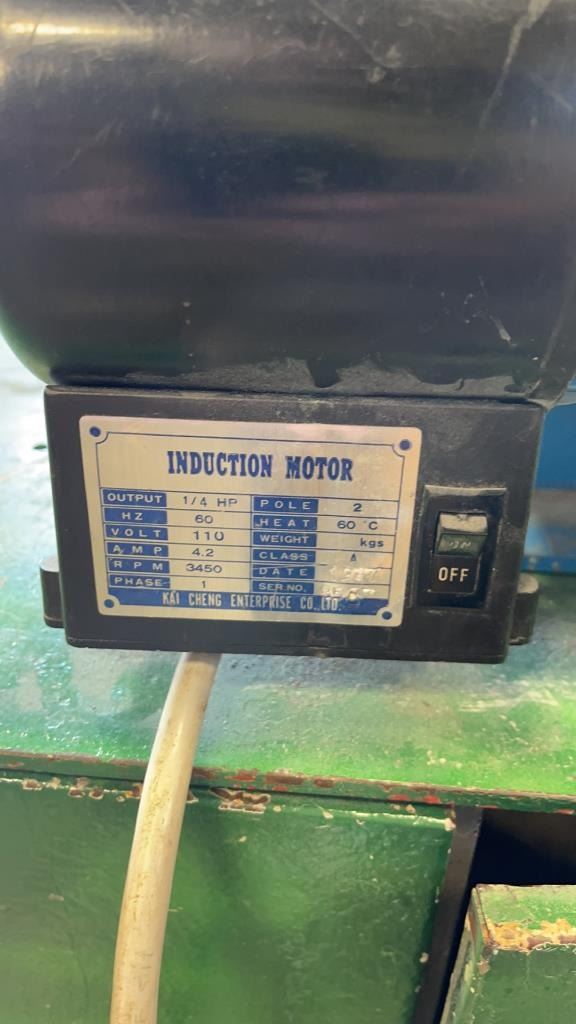 INDUCTION MOTOR
OUTPUT 1/4 HP POLE 2
HZ 60 HEAT 60°C
VOLT 110 WEIGHT kgs
AMP 4.2 CLASS A
RPM 3450 DATE
PHASE 1 SER.NO.
KAI CHENG ENTERPRISE CO.,LTD.
ON
OFF